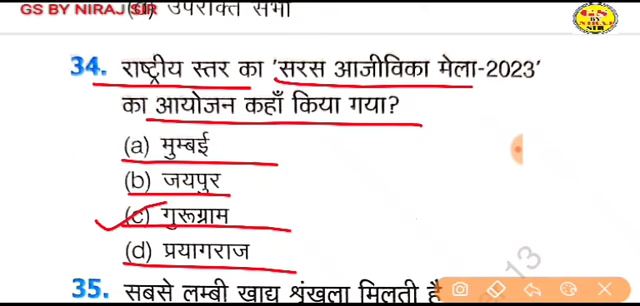 GS BY NIRAJ SIR
(d) उपरोक्त सभी
34. राष्ट्रीय स्तर का 'सरस आजीविका मेला-2023'
का आयोजन कहाँ किया गया?
(a) मुम्बई
(b) जयपुर
(c) गुरूग्राम
(d) प्रयागराज
13
35. सबसे लम्बी खाद्य श्रृंखला मिलती है